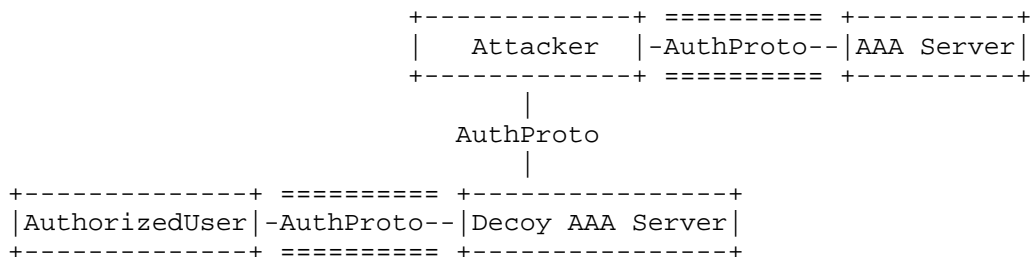 +-------------+ ========== +----------+
                             |   Attacker  |-AuthProto--|AAA Server|
                             +-------------+ ========== +----------+
                                    |
                                AuthProto
                                    |
+--------------+ ========== +----------------+
|AuthorizedUser|-AuthProto--|Decoy AAA Server|
+--------------+ ========== +----------------+